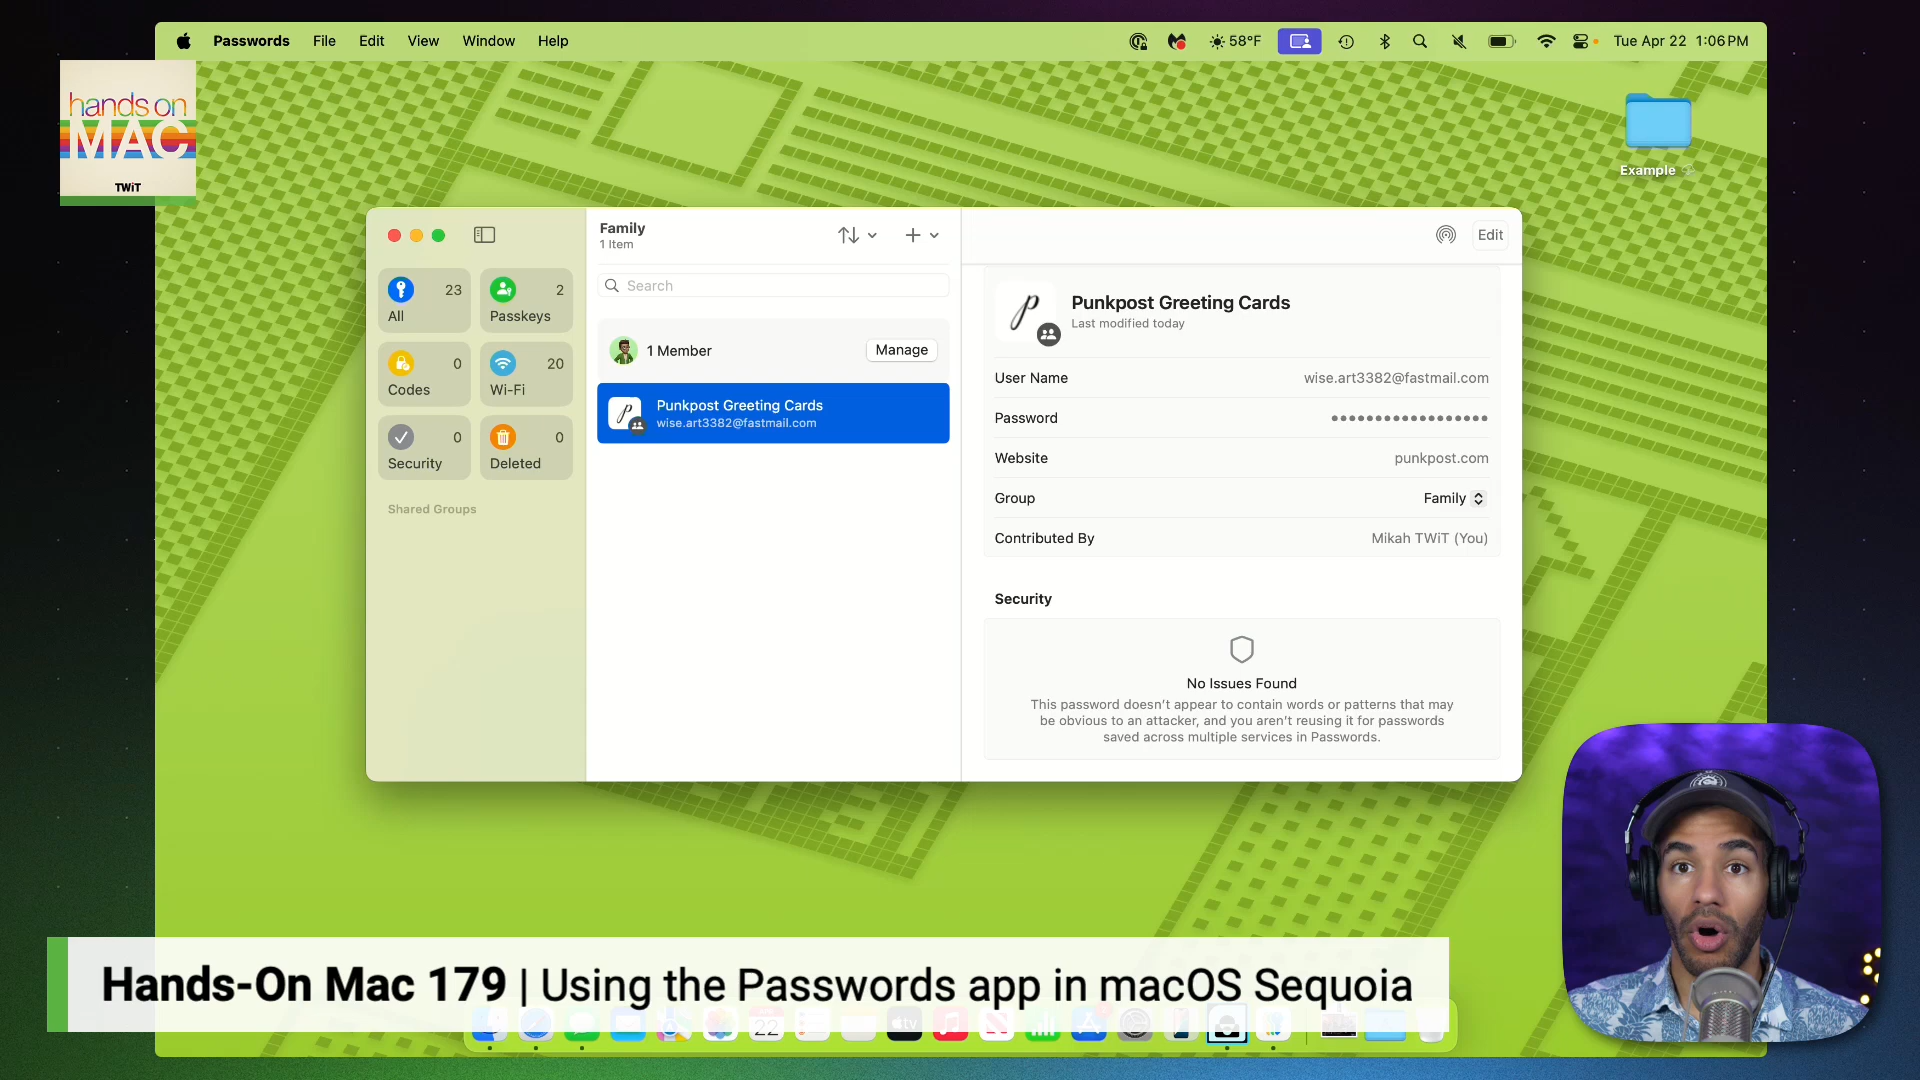 Passwords File Edit View Window Help
58°F
Tue Apr 22 1:06 PM
hands on
MAC
TWiT
Example
Family
1 Item
Edit
Search
23
All
2
Passkeys
0
Codes
20
Wi-Fi
0
Security
0
Deleted
Shared Groups
1 Member
Manage
Punkpost Greeting Cards
wise.art3382@fastmail.com
Punkpost Greeting Cards
Last modified today
User Name wise.art3382@fastmail.com
Password •••••••••••••••••
Website punkpost.com
Group Family
Contributed By Mikah TWiT (You)
Security
No Issues Found
This password doesn't appear to contain words or patterns that may
be obvious to an attacker, and you aren't reusing it for passwords
saved across multiple services in Passwords.
Hands-On Mac 179 | Using the Passwords app in macOS Sequoia
22
tv